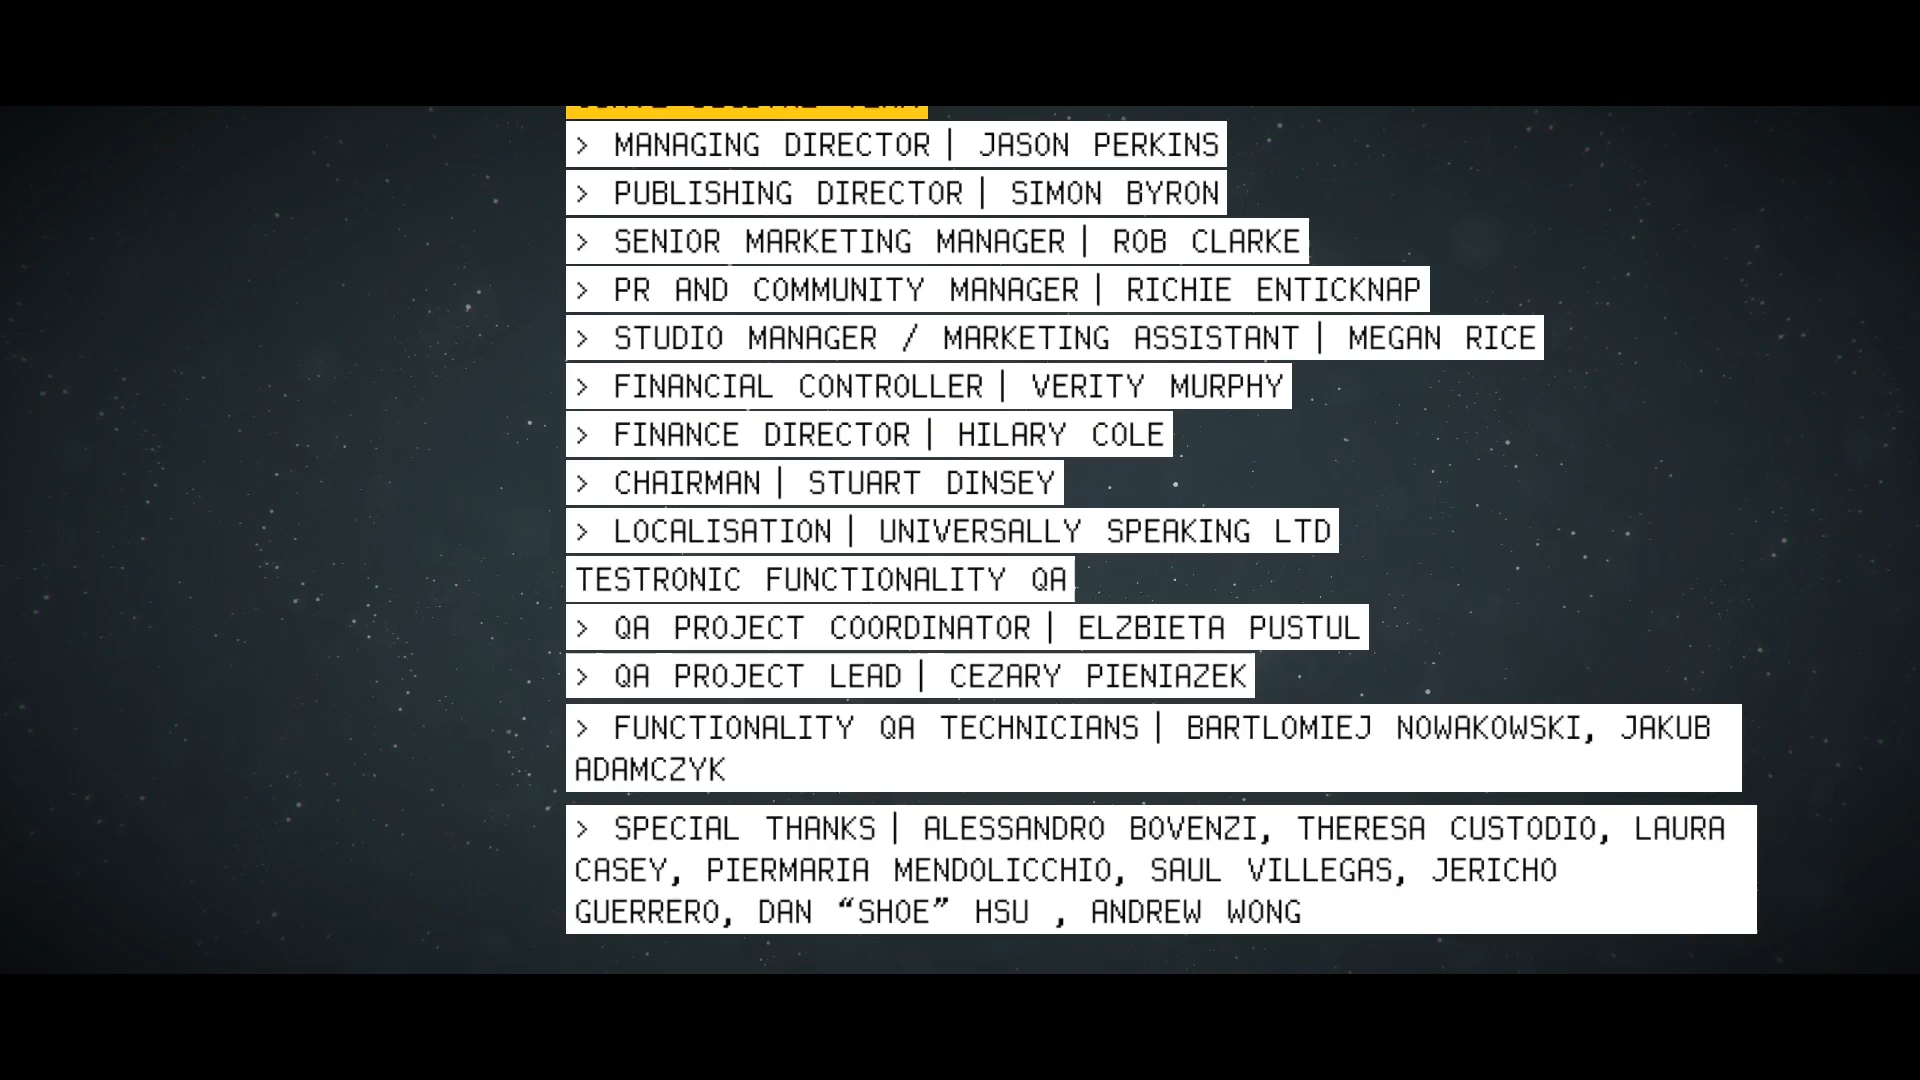 > MANAGING DIRECTOR | JASON PERKINS
> PUBLISHING DIRECTOR | SIMON BYRON
> SENIOR MARKETING MANAGER | ROB CLARKE
> PR AND COMMUNITY MANAGER | RICHIE ENTICKNAP
> STUDIO MANAGER / MARKETING ASSISTANT | MEGAN RICE
> FINANCIAL CONTROLLER | VERITY MURPHY
> FINANCE DIRECTOR | HILARY COLE
> CHAIRMAN | STUART DINSEY
> LOCALISATION | UNIVERSALLY SPEAKING LTD
TESTRONIC FUNCTIONALITY QA
> QA PROJECT COORDINATOR | ELZBIETA PUSTUL
> QA PROJECT LEAD | CEZARY PIENIAZEK
> FUNCTIONALITY QA TECHNICIANS | BARTLOMIEJ NOWAKOWSKI, JAKUB
ADAMCZYK
> SPECIAL THANKS | ALESSANDRO BOVENZI, THERESA CUSTODIO, LAURA
CASEY, PIERMARIA MENDOLICCHIO, SAUL VILLEGAS, JERICHO
GUERRERO, DAN “SHOE” HSU , ANDREW WONG